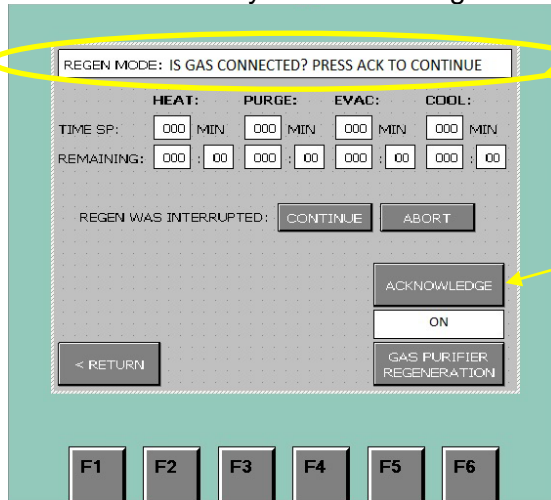 REGEN MODE: IS GAS CONNECTED? PRESS ACK TO CONTINUE
HEAT: PURGE: EVAC: COOL:
TIME SP: 000 MIN 000 MIN 000 MIN 000 MIN
REMAINING: 000 : 00 000 : 00 000 : 00 000 : 00
REGEN WAS INTERRUPTED: CONTINUE ABORT
ACKNOWLEDGE
ON
< RETURN
GAS PURIFIER
REGENERATION
F1 F2 F3 F4 F5 F6